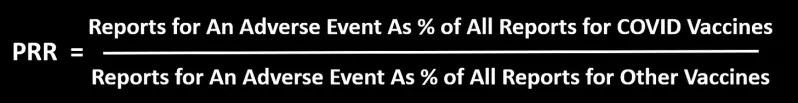 Reports for An Adverse Event As % of All Reports for COVID Vaccines
PRR =
Reports for An Adverse Event As % of All Reports for Other Vaccines